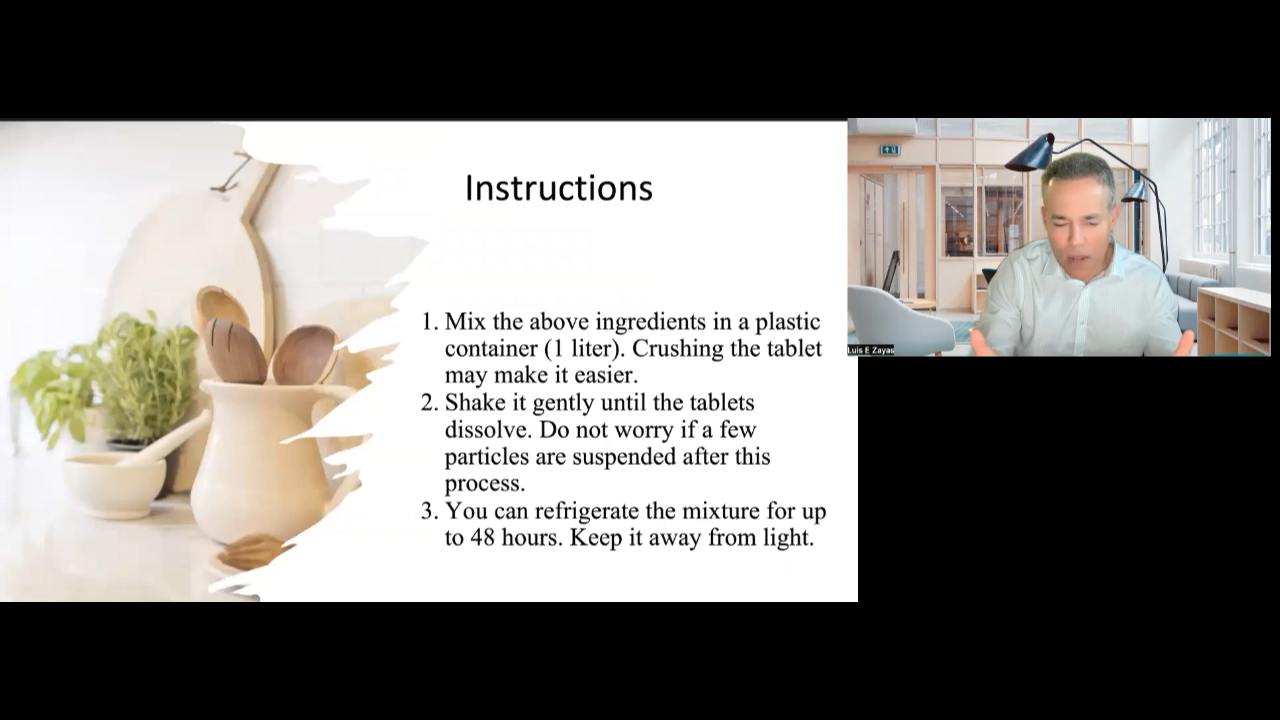 Instructions
1. Mix the above ingredients in a plastic
container (1 liter). Crushing the tablet
may make it easier.
2. Shake it gently until the tablets
dissolve. Do not worry if a few
particles are suspended after this
process.
3. You can refrigerate the mixture for up
to 48 hours. Keep it away from light.
Luis E Zayas